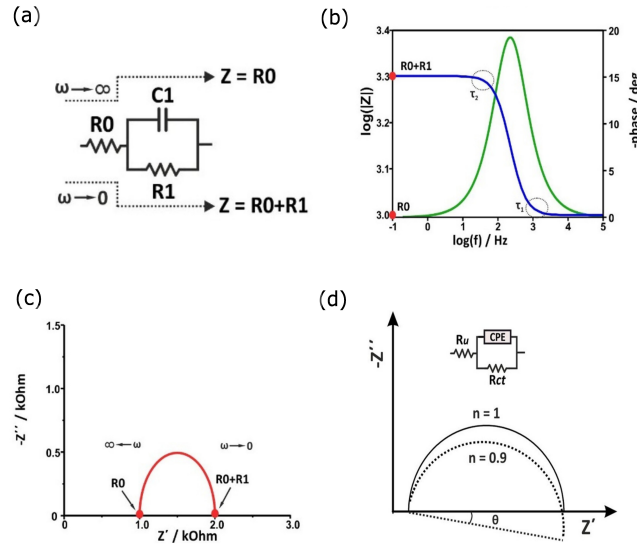 (a)
ω→∞
Z = R0
C1
R0
R1
ω→0
Z = R0+R1
(b)
log(|Z|)
3.4
3.3
3.2
3.1
3.0
R0+R1
R0
τ2
τ1
20
15
10
5
0
-phase / deg
-1 0 1 2 3 4 5
log(f) / Hz
(c)
-Z´´ / kOhm
1.5
1.0
0.5
0
∞←ω
ω→0
R0
R0+R1
0 1.0 2.0 3.0
Z´ / kOhm
(d)
-Z´´
Ru
CPE
Rct
n = 1
n = 0.9
θ
Z´